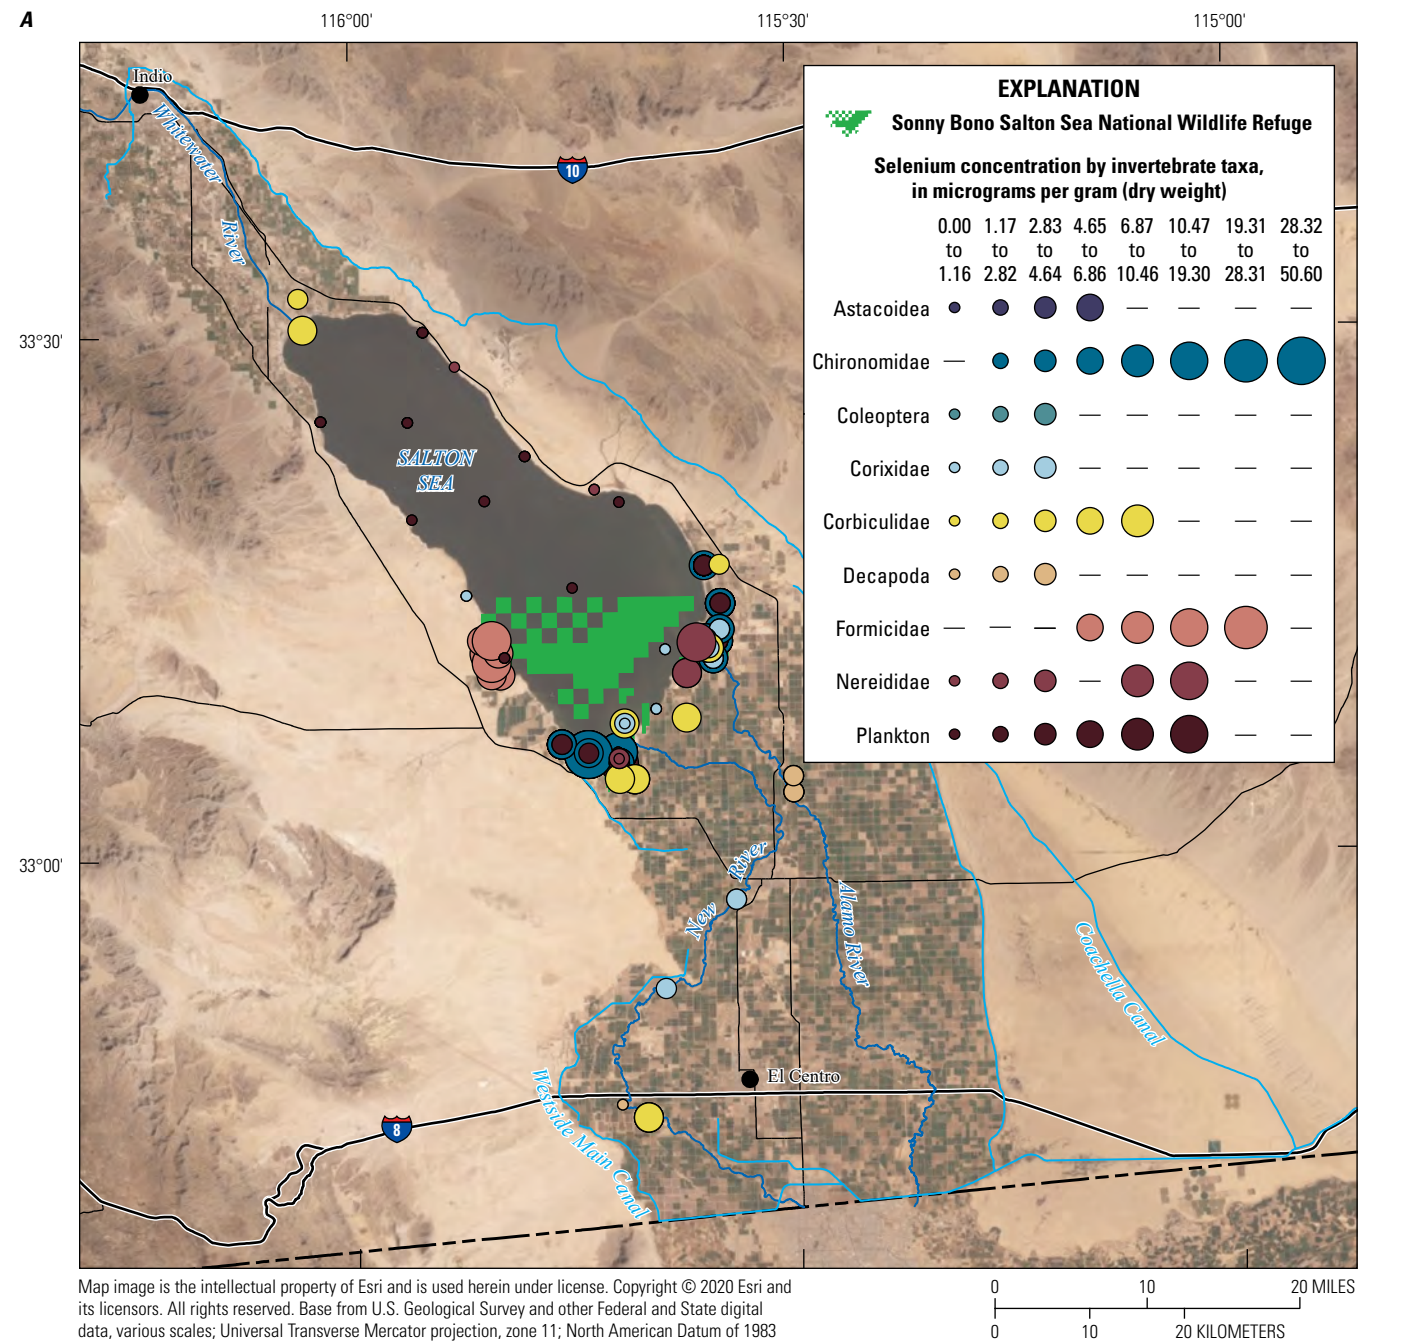 A
116°00'
115°30'
115°00'
Indio
Whitewater
River
10
33°30'
SALTON
SEA
EXPLANATION
Sonny Bono Salton Sea National Wildlife Refuge
Selenium concentration by invertebrate taxa,
in micrograms per gram (dry weight)
0.00 1.17 2.83 4.65 6.87 10.47 19.31 28.32
to to to to to to to to
1.16 2.82 4.64 6.86 10.46 19.30 28.31 50.60
Astacoidea — — — —
Chironomidae —
Coleoptera — — — — —
Corixidae — — — — —
Corbiculidae — — —
Decapoda — — — — —
Formicidae — — — —
Nereididae — — —
Plankton — —
33°00'
New
River
Alamo River
Coachella Canal
El Centro
Westside Main Canal
8
Map image is the intellectual property of Esri and is used herein under license. Copyright © 2020 Esri and
its licensors. All rights reserved. Base from U.S. Geological Survey and other Federal and State digital
data, various scales; Universal Transverse Mercator projection, zone 11; North American Datum of 1983
0 10 20 MILES
0 10 20 KILOMETERS